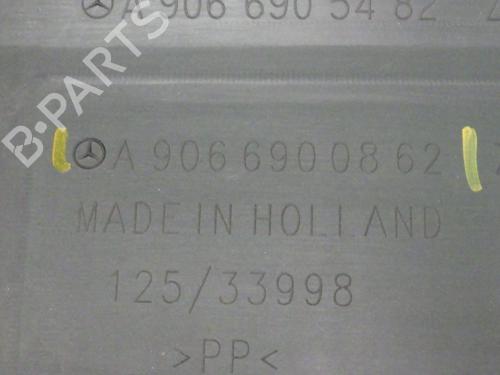 A 906 690 54 82
A 906 690 08 62
MADE IN HOLLAND
125/33998
>PP<
B-PARTS